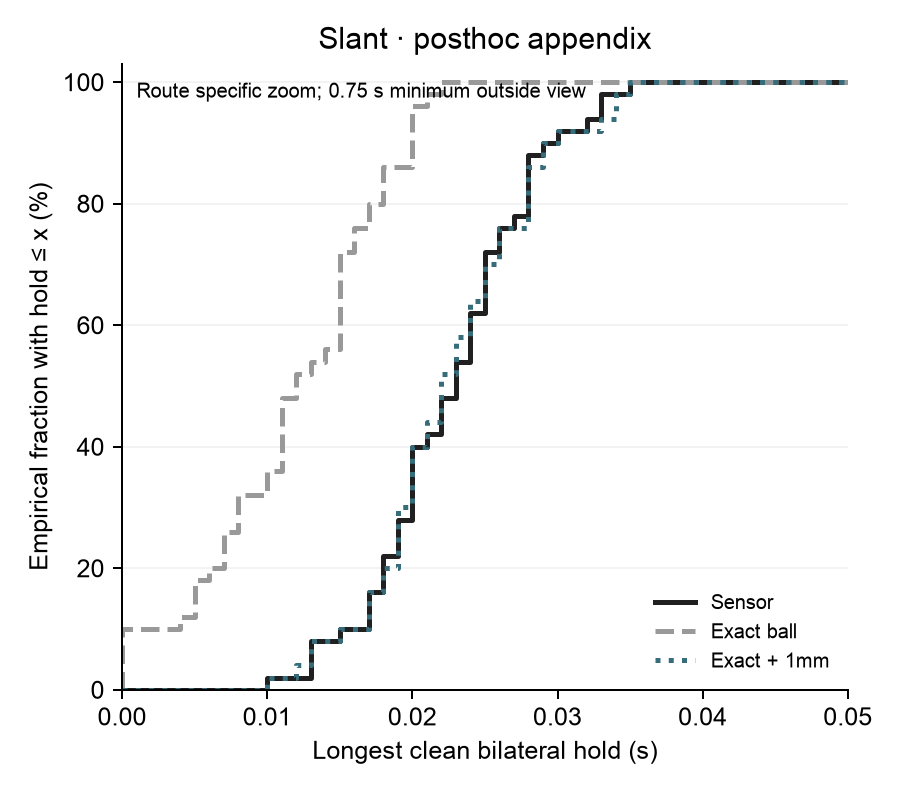 Slant · posthoc appendix
Route specific zoom; 0.75 s minimum outside view
Empirical fraction with hold ≤ x (%)
100
80
60
40
20
0
Sensor
Exact ball
Exact + 1mm
0.00 0.01 0.02 0.03 0.04 0.05
Longest clean bilateral hold (s)